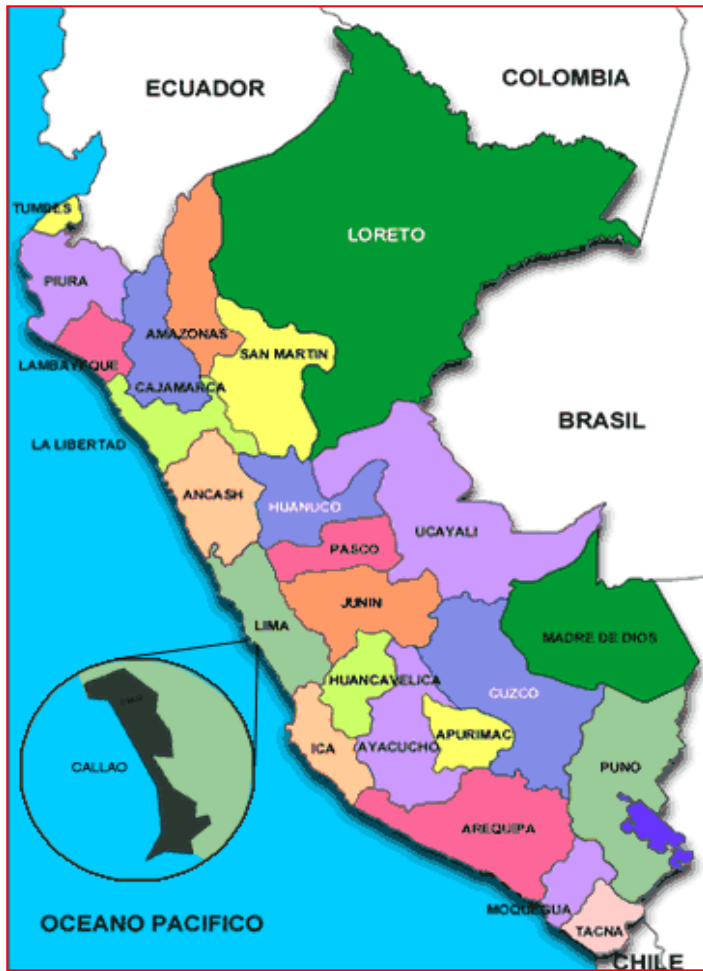 ECUADOR
COLOMBIA
TUMBES
LORETO
PIURA
AMAZONAS
SAN MARTIN
LAMBAYEQUE
CAJAMARCA
BRASIL
LA LIBERTAD
ANCASH
HUANUCO
UCAYALI
PASCO
JUNIN
LIMA
MADRE DE DIOS
HUANCAVELICA
CUZCO
APURIMAC
ICA
AYACUCHO
CALLAO
PUNO
AREQUIPA
MOQUEGUA
OCEANO PACIFICO
TACNA
CHILE